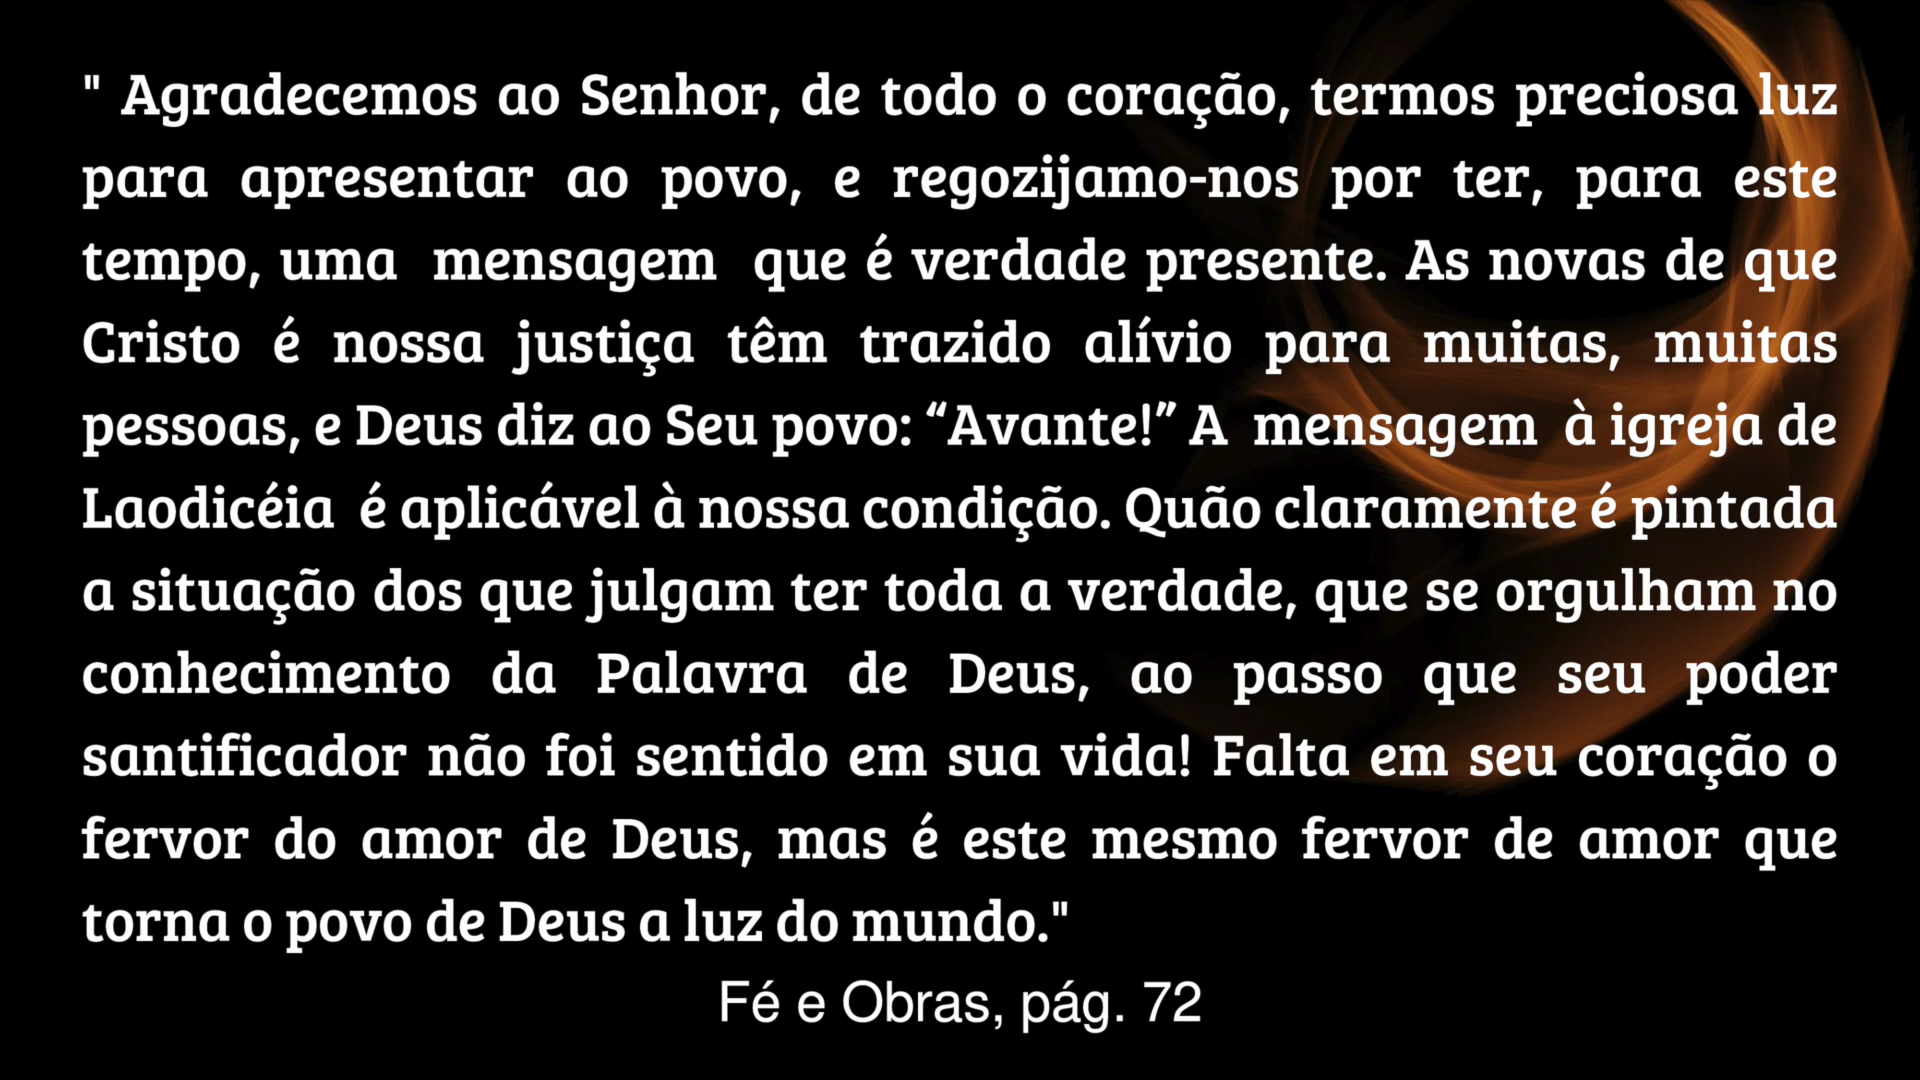 " Agradecemos ao Senhor, de todo o coração, termos preciosa luz
para apresentar ao povo, e regozijamo-nos por ter, para este
tempo, uma mensagem que é verdade presente. As novas de que
Cristo é nossa justiça têm trazido alívio para muitas, muitas
pessoas, e Deus diz ao Seu povo: “Avante!” A mensagem à igreja de
Laodicéia é aplicável à nossa condição. Quão claramente é pintada
a situação dos que julgam ter toda a verdade, que se orgulham no
conhecimento da Palavra de Deus, ao passo que seu poder
santificador não foi sentido em sua vida! Falta em seu coração o
fervor do amor de Deus, mas é este mesmo fervor de amor que
torna o povo de Deus a luz do mundo."
Fé e Obras, pág. 72